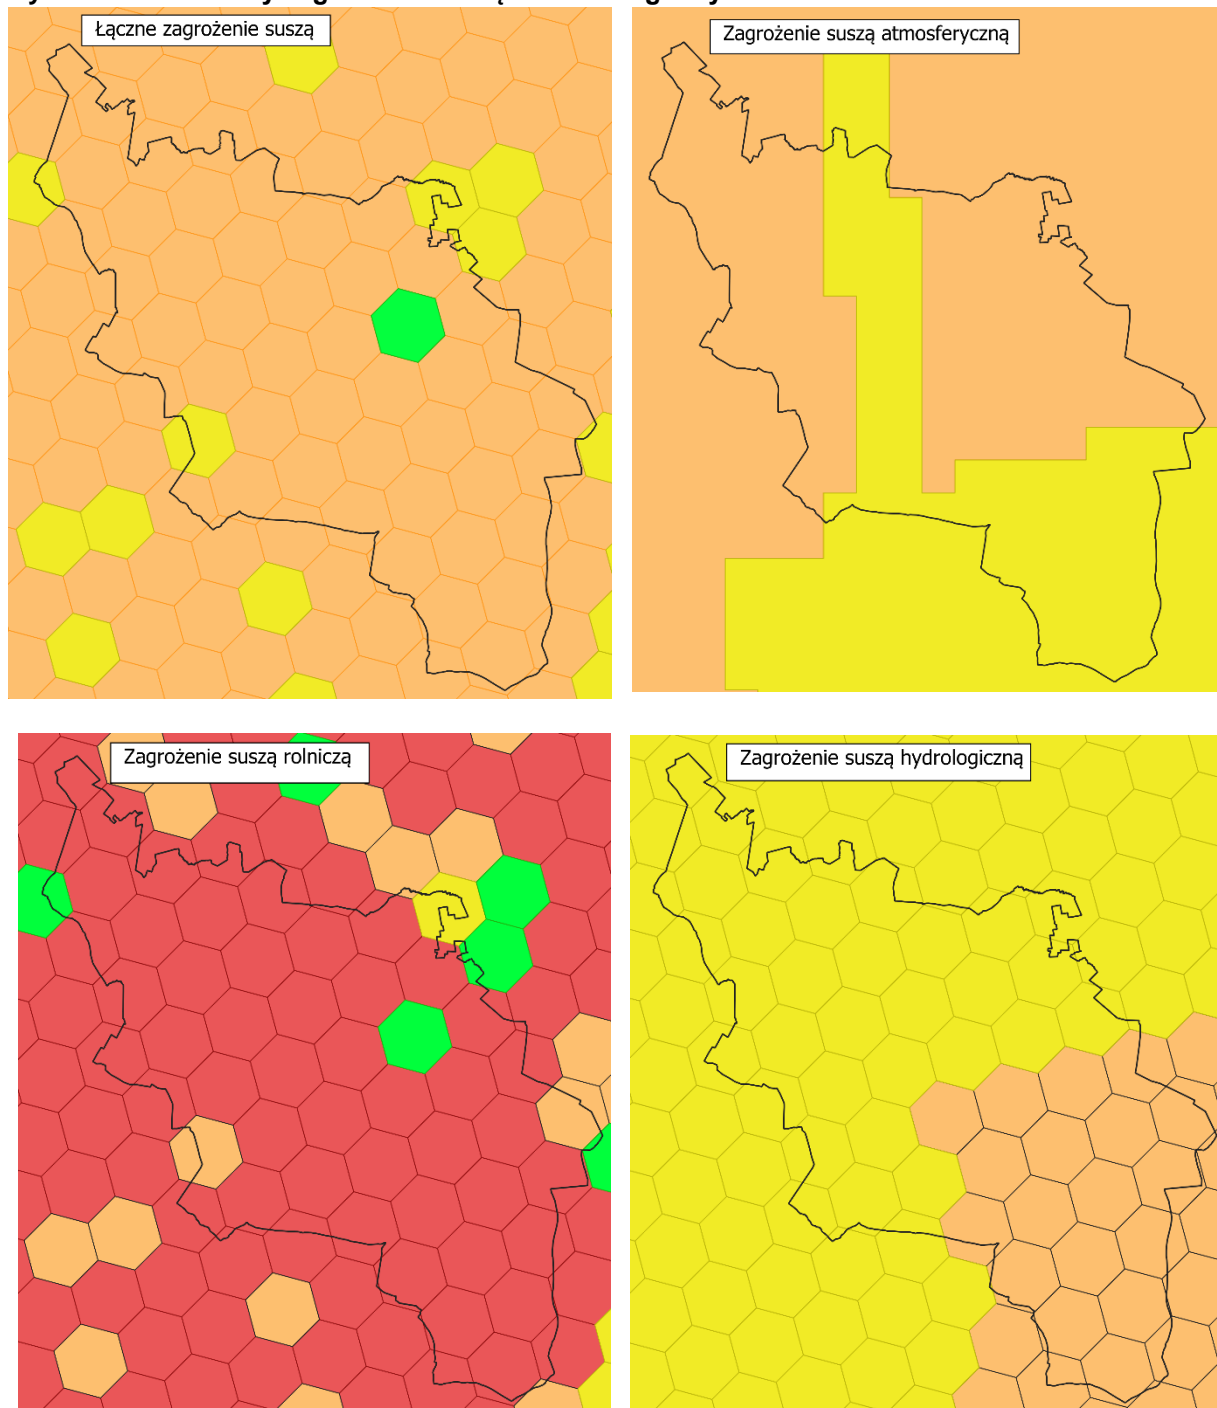 Łączne zagrożenie suszą
Zagrożenie suszą atmosferyczną
Zagrożenie suszą rolniczą
Zagrożenie suszą hydrologiczną